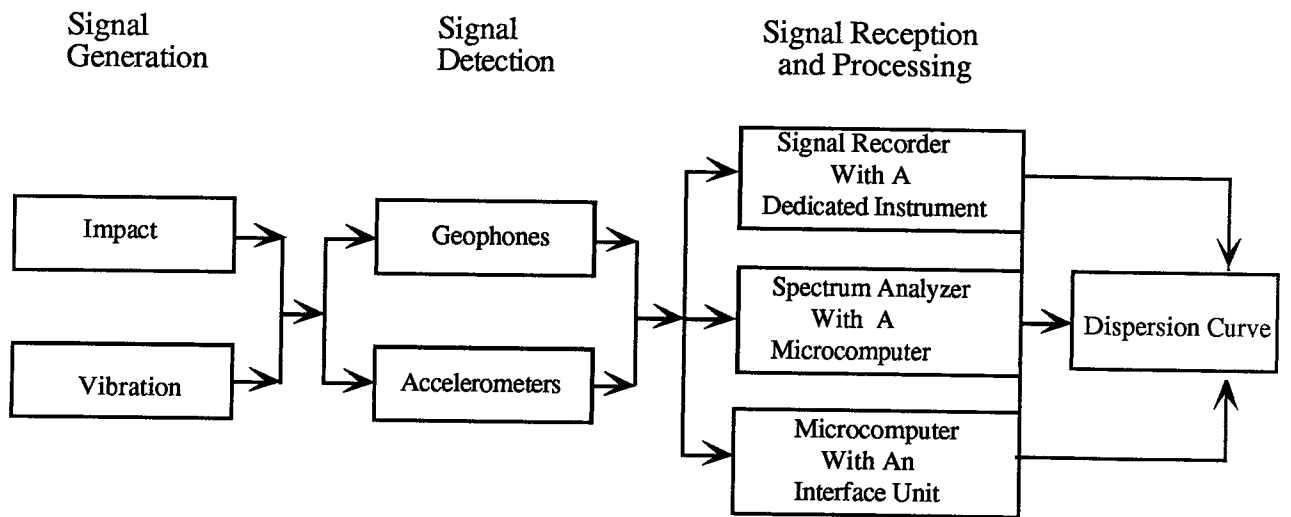 Signal
Generation
Signal
Detection
Signal Reception
and Processing
Impact
Vibration
Geophones
Accelerometers
Signal Recorder
With A
Dedicated Instrument
Spectrum Analyzer
With A
Microcomputer
Microcomputer
With An
Interface Unit
Dispersion Curve